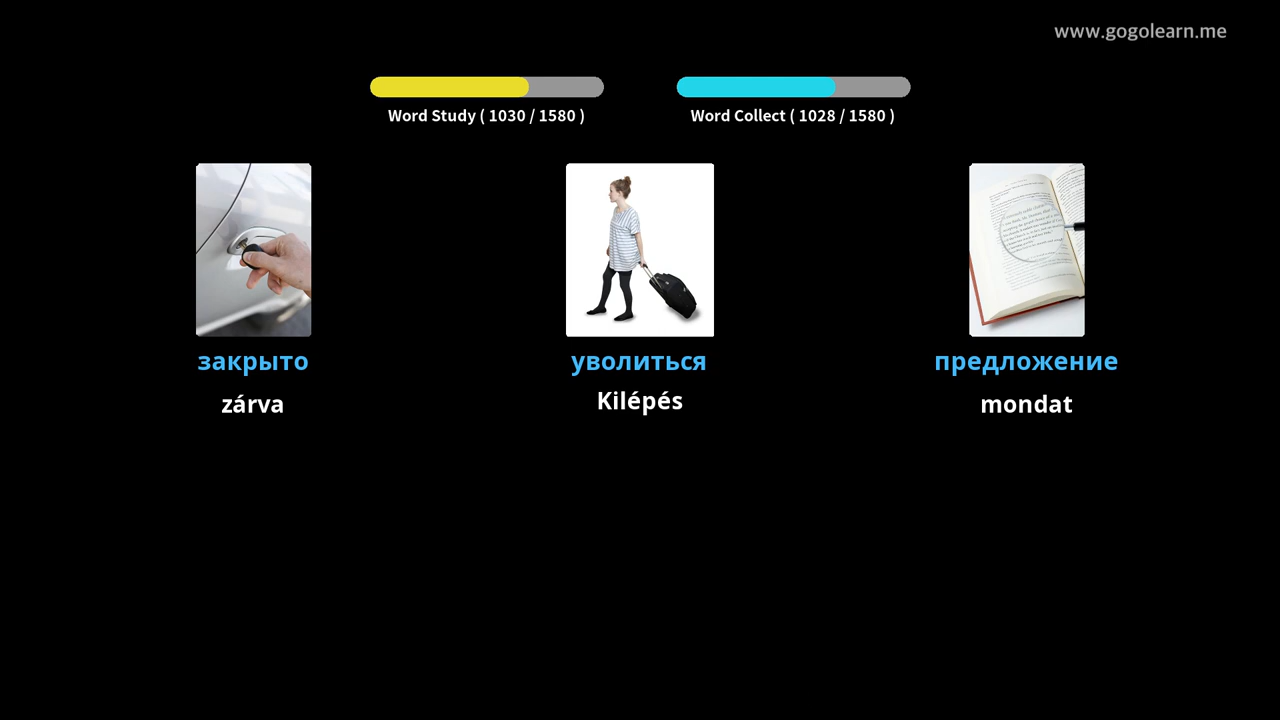 www.gogolearn.me
Word Study ( 1030 / 1580 )
Word Collect ( 1028 / 1580 )
закрыто
уволиться
предложение
zárva
Kilépés
mondat